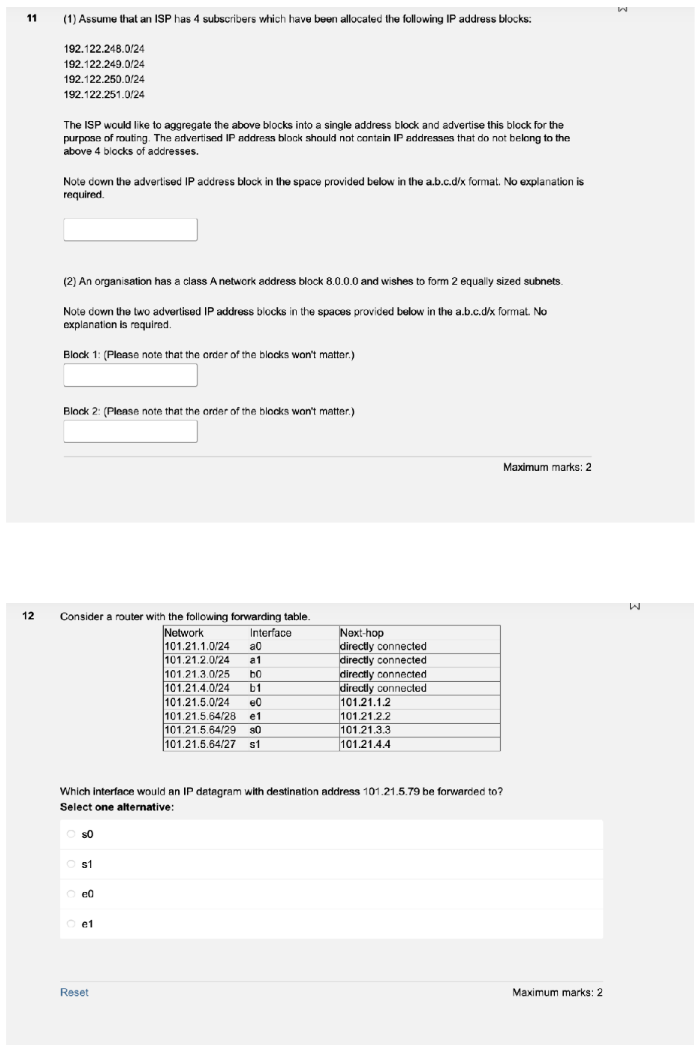 11
(1) Assume that an ISP has 4 subscribers which have been allocated the following IP address blocks:
192.122.248.0/24
192.122.249.0/24
192.122.250.0/24
192.122.251.0/24
The ISP would like to aggregate the above blocks into a single address block and advertise this block for the
purpose of routing. The advertised IP address block should not contain IP addresses that do not belong to the
above 4 blocks of addresses.
Note down the advertised IP address block in the space provided below in the a.b.c.d/x format. No explanation is
required.
(2) An organisation has a class A network address block 8.0.0.0 and wishes to form 2 equally sized subnets.
Note down the two advertised IP address blocks in the spaces provided below in the a.b.c.d/x format. No
explanation is required.
Block 1: (Please note that the order of the blocks won't matter.)
Block 2: (Please note that the order of the blocks won't matter.)
Maximum marks: 2
12
Consider a router with the following forwarding table.
Network Interface Next-hop
101.21.1.0/24 a0 directly connected
101.21.2.0/24 a1 directly connected
101.21.3.0/25 b0 directly connected
101.21.4.0/24 b1 directly connected
101.21.5.0/24 e0 101.21.1.2
101.21.5.64/28 e1 101.21.2.2
101.21.5.64/29 s0 101.21.3.3
101.21.5.64/27 s1 101.21.4.4
Which interface would an IP datagram with destination address 101.21.5.79 be forwarded to?
Select one alternative:
s0
s1
e0
e1
Reset
Maximum marks: 2